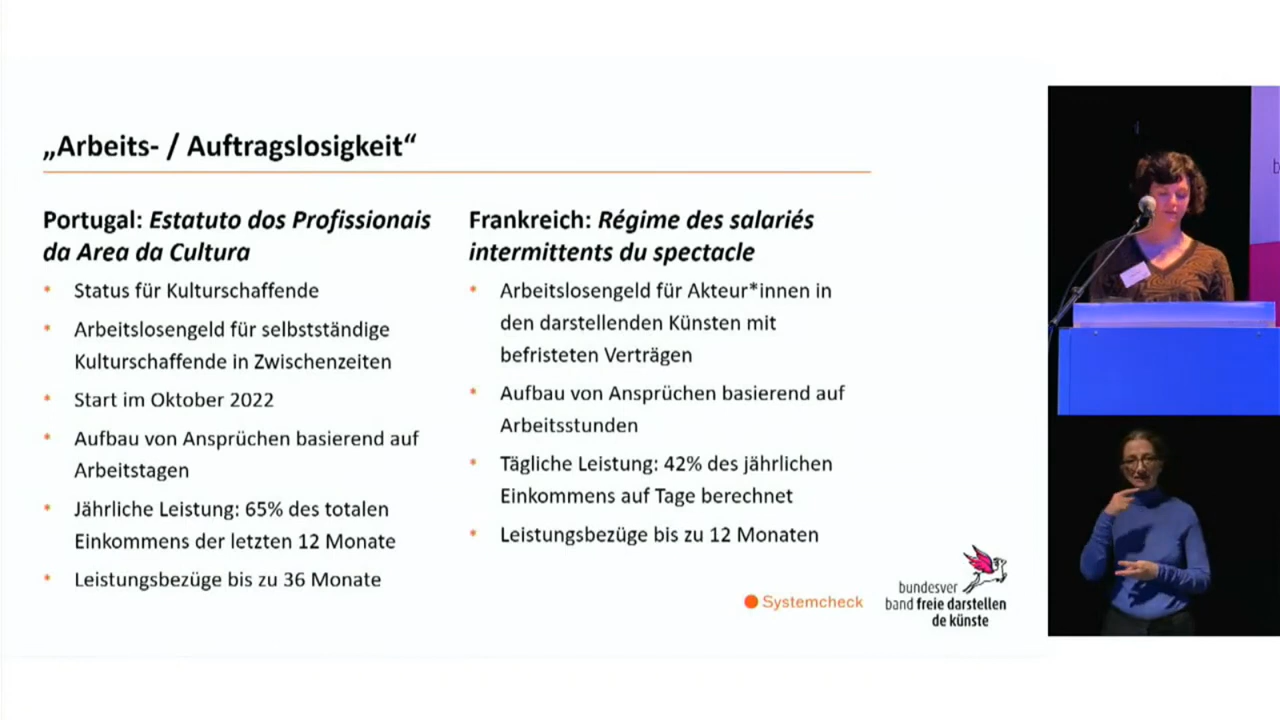 „Arbeits- / Auftragslosigkeit“
Portugal: Estatuto dos Profissionais
da Area da Cultura
* Status für Kulturschaffende
* Arbeitslosengeld für selbstständige
Kulturschaffende in Zwischenzeiten
* Start im Oktober 2022
* Aufbau von Ansprüchen basierend auf
Arbeitstagen
* Jährliche Leistung: 65% des totalen
Einkommens der letzten 12 Monate
* Leistungsbezüge bis zu 36 Monate
Frankreich: Régime des salariés
intermittents du spectacle
* Arbeitslosengeld für Akteur*innen in
den darstellenden Künsten mit
befristeten Verträgen
* Aufbau von Ansprüchen basierend auf
Arbeitsstunden
* Tägliche Leistung: 42% des jährlichen
Einkommens auf Tage berechnet
* Leistungsbezüge bis zu 12 Monaten
Systemcheck
bundesver
band freie darstellen
de künste